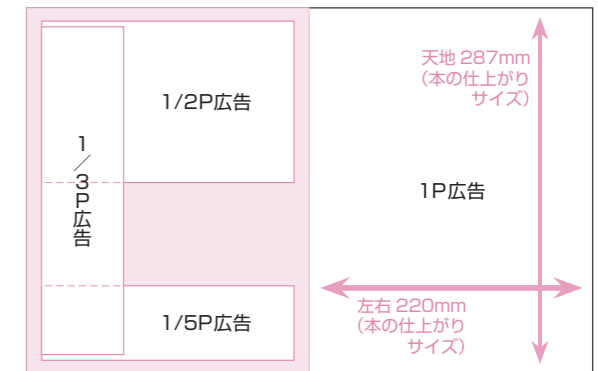 1/2P広告
1/3P広告
1/5P広告
天地 287mm
（本の仕上がり
サイズ）
1P広告
左右 220mm
（本の仕上がり
サイズ）